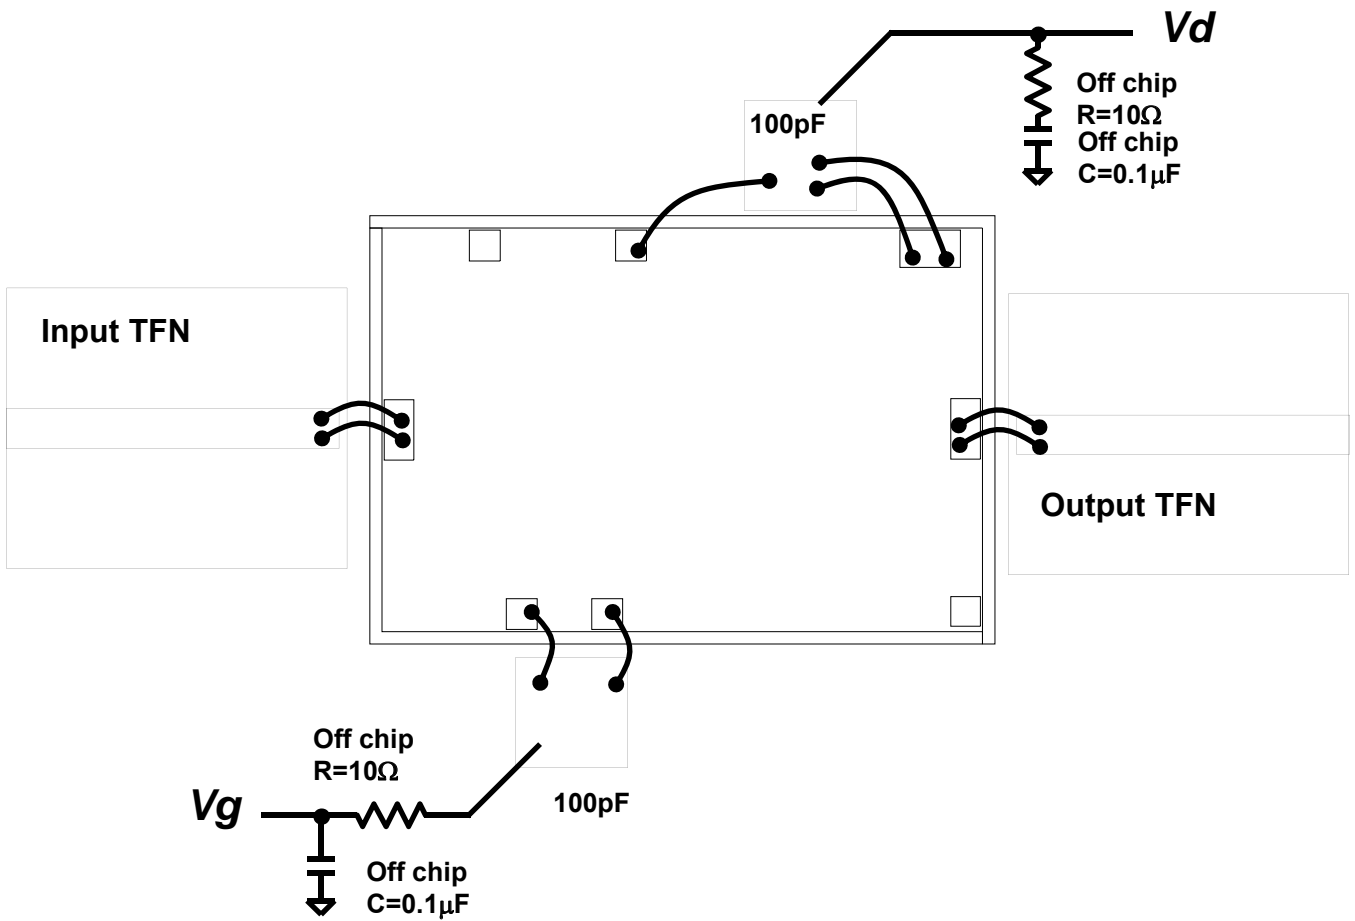 Vd
Off chip
R=10Ω
Off chip
C=0.1μF
100pF
Input TFN
Output TFN
Off chip
R=10Ω
Vg
100pF
Off chip
C=0.1μF